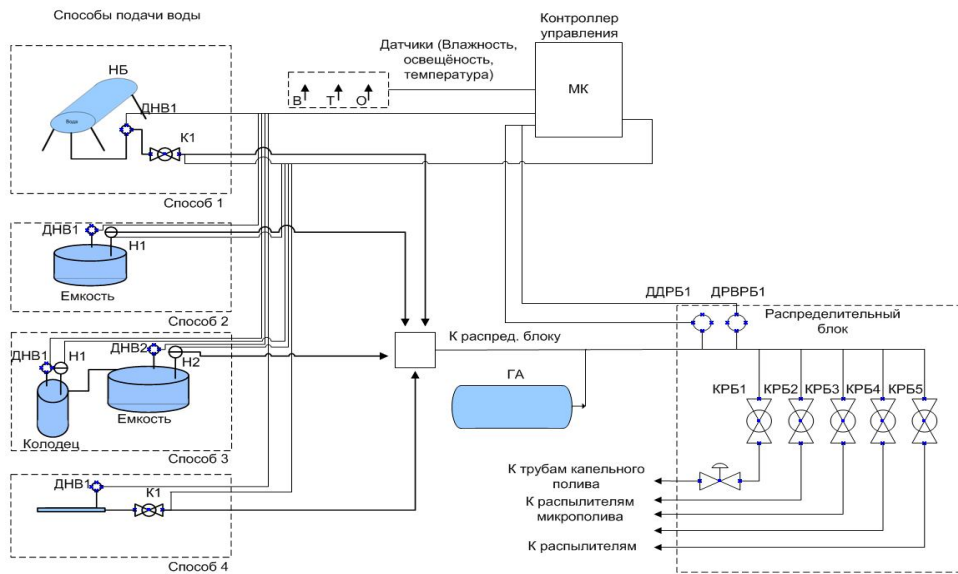 Способы подачи воды
Контроллер
управления
МК
Датчики (Влажность,
освещёность,
температура)
В Т О
НБ
ДНВ1
Вода
К1
Способ 1
ДНВ1
Н1
Емкость
Способ 2
ДНВ1
Н1
ДНВ2
Н2
Емкость
Колодец
Способ 3
ДНВ1
К1
Способ 4
К распред. блоку
ГА
ДДРБ1 ДРВРБ1
Распределительный
блок
КРБ1 КРБ2 КРБ3 КРБ4 КРБ5
К трубам капельного
полива
К распылителям
микрополива
К распылителям